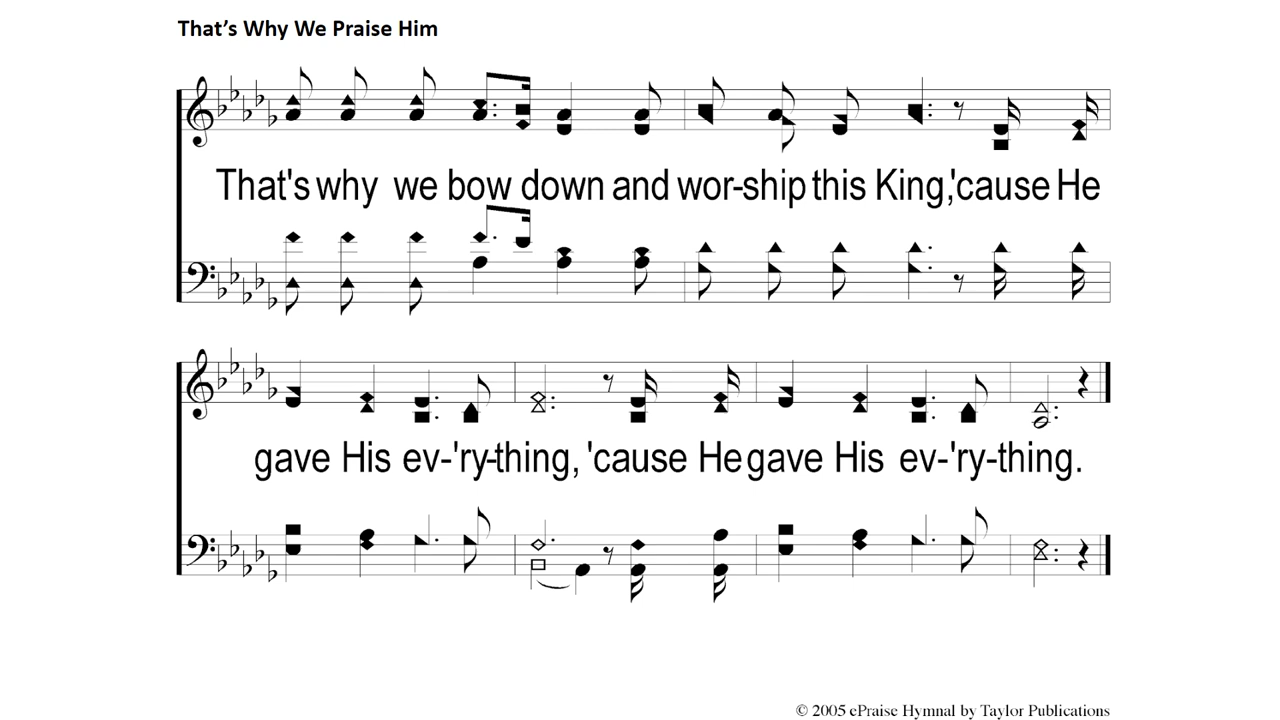 That’s Why We Praise Him
That's why we bow down and wor-ship this King,'cause He
gave His ev-'ry-thing, 'cause He gave His ev-'ry-thing.
© 2005 ePraise Hymnal by Taylor Publications